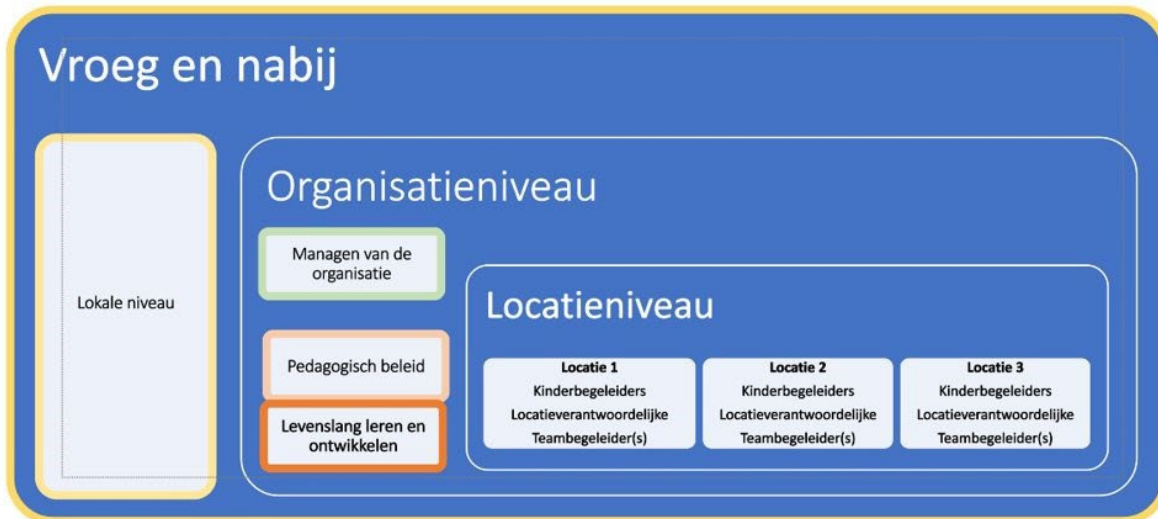 Vroeg en nabij
Lokale niveau
Organisatieniveau
Managen van de
organisatie
Pedagogisch beleid
Levenslang leren en
ontwikkelen
Locatieniveau
Locatie 1
Kinderbegeleiders
Locatieverantwoordelijke
Teambegeleider(s)
Locatie 2
Kinderbegeleiders
Locatieverantwoordelijke
Teambegeleider(s)
Locatie 3
Kinderbegeleiders
Locatieverantwoordelijke
Teambegeleider(s)